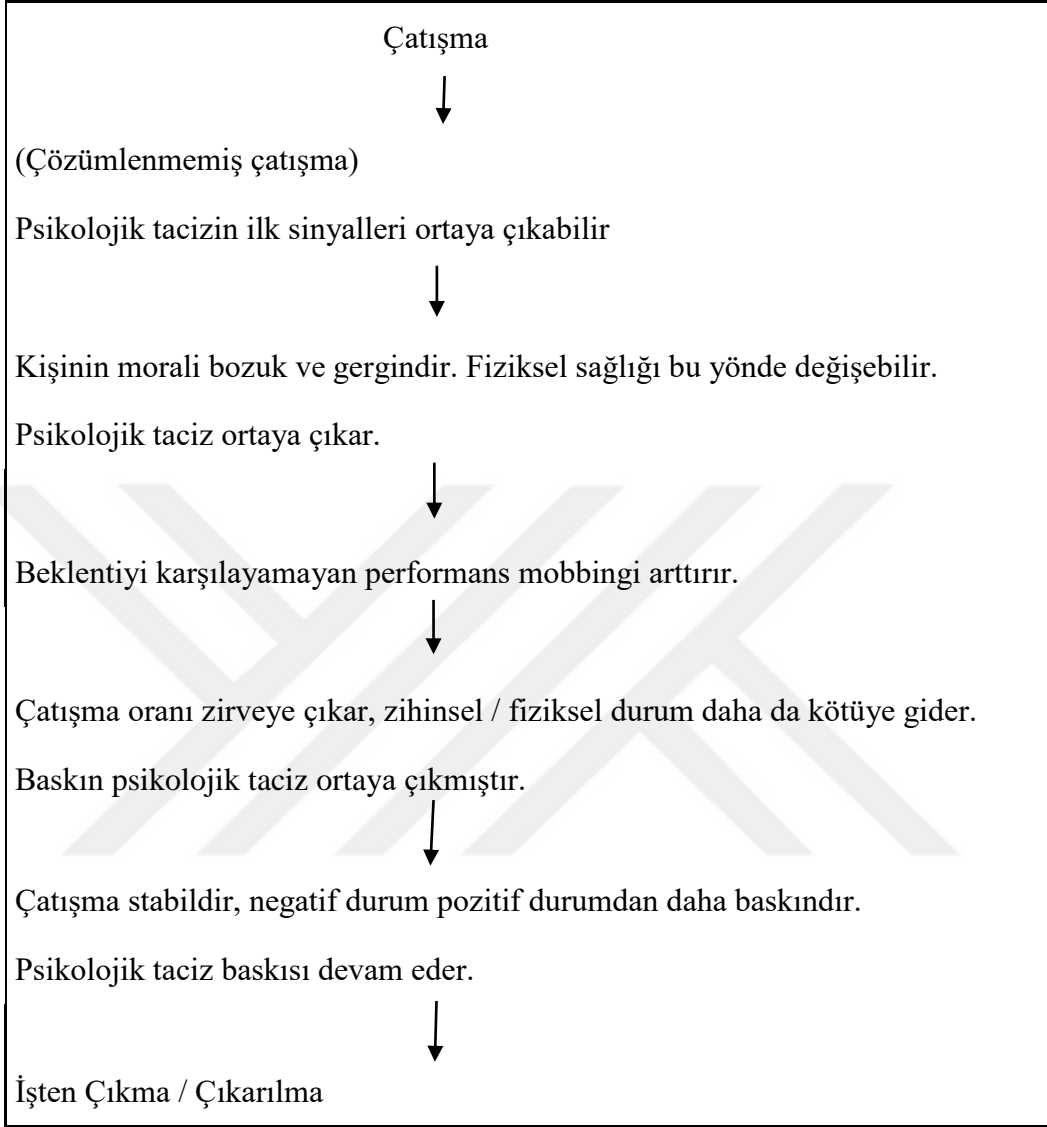 Çatışma
(Çözümlenmemiş çatışma)
Psikolojik tacizin ilk sinyalleri ortaya çıkabilir
Kişinin morali bozuk ve gergindir. Fiziksel sağlığı bu yönde değişebilir.
Psikolojik taciz ortaya çıkar.
Beklentiyi karşılayamayan performans mobbingi arttırır.
Çatışma oranı zirveye çıkar, zihinsel / fiziksel durum daha da kötüye gider.
Baskın psikolojik taciz ortaya çıkmıştır.
Çatışma stabildir, negatif durum pozitif durumdan daha baskındır.
Psikolojik taciz baskısı devam eder.
İşten Çıkma / Çıkarılma